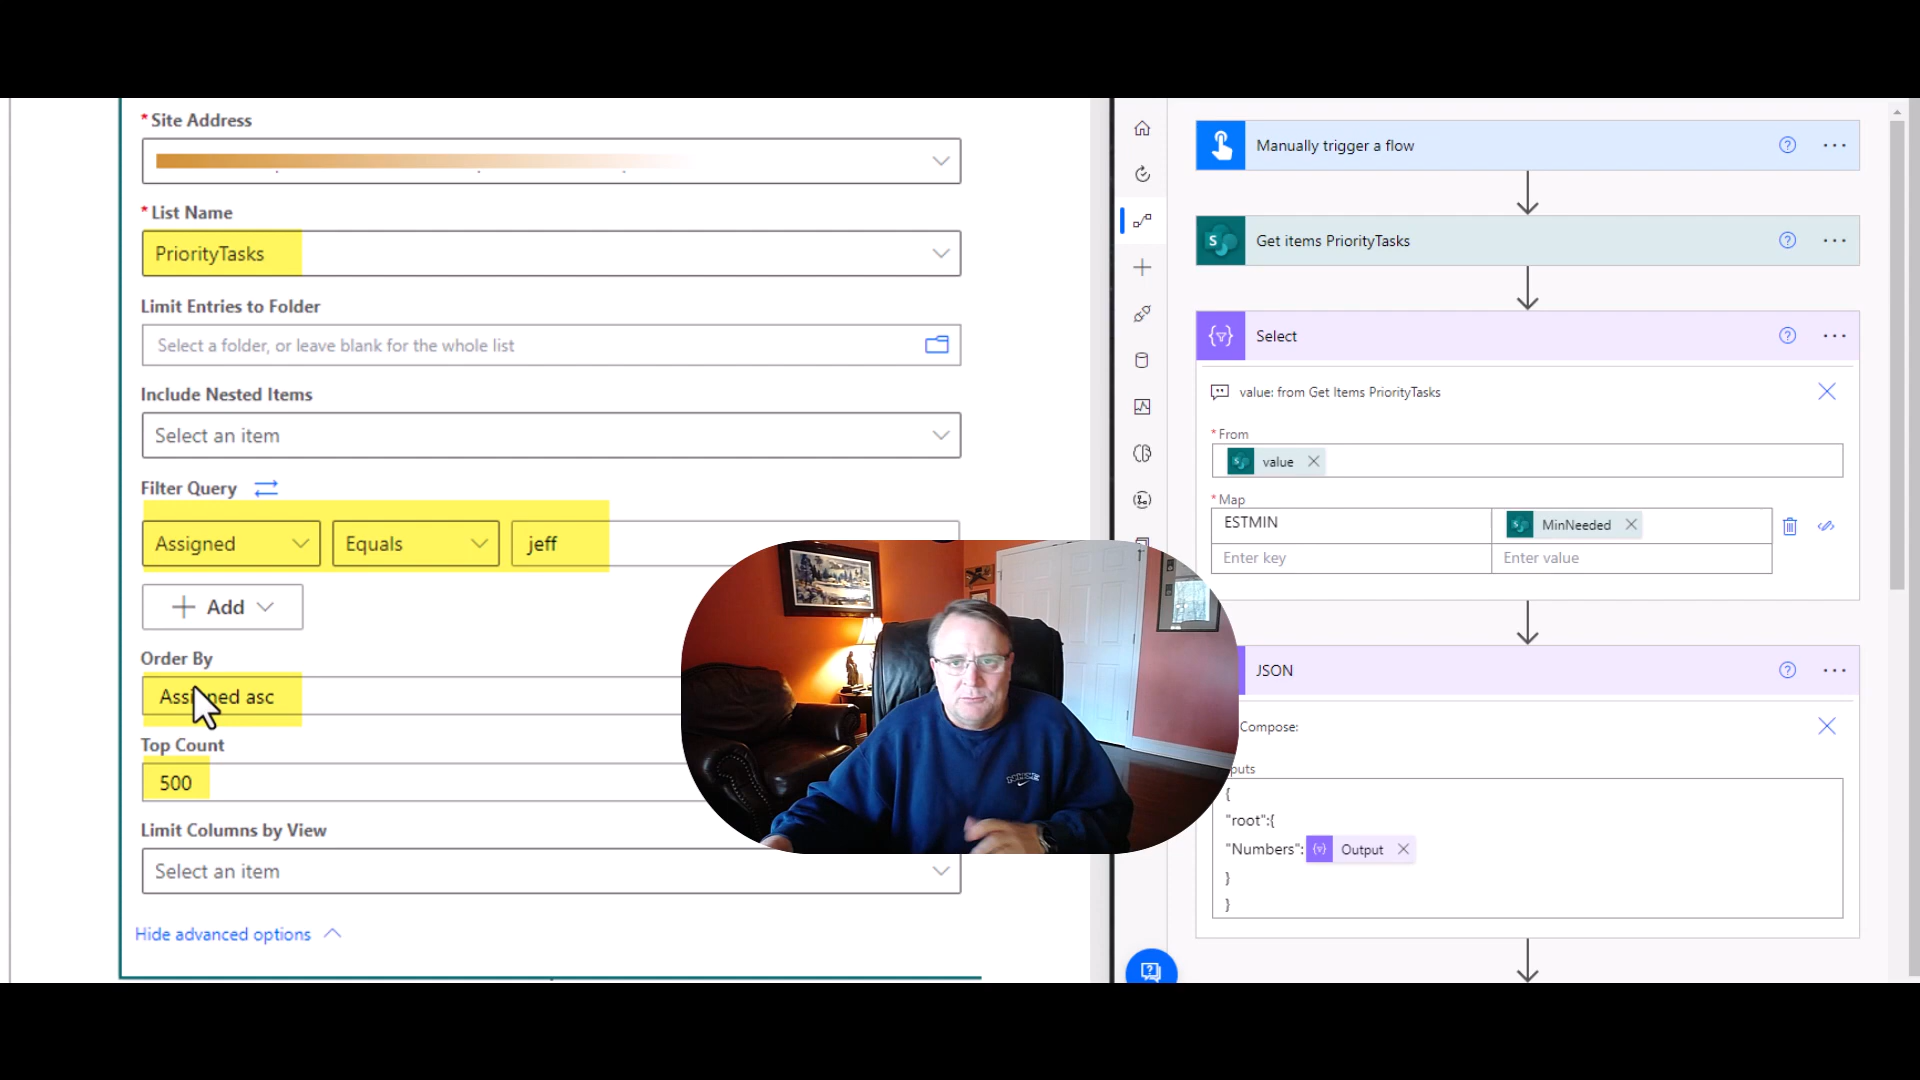 * Site Address
* List Name
PriorityTasks
Limit Entries to Folder
Select a folder, or leave blank for the whole list
Include Nested Items
Select an item
Filter Query
Assigned Equals jeff
Add
Order By
Assigned asc
Top Count
500
Limit Columns by View
Select an item
Hide advanced options
Manually trigger a flow
Get items PriorityTasks
Select
value: from Get Items PriorityTasks
* From
value
* Map
ESTMIN MinNeeded
Enter key Enter value
JSON
Compose:
puts
{
"root":{
"Numbers": Output
}
}